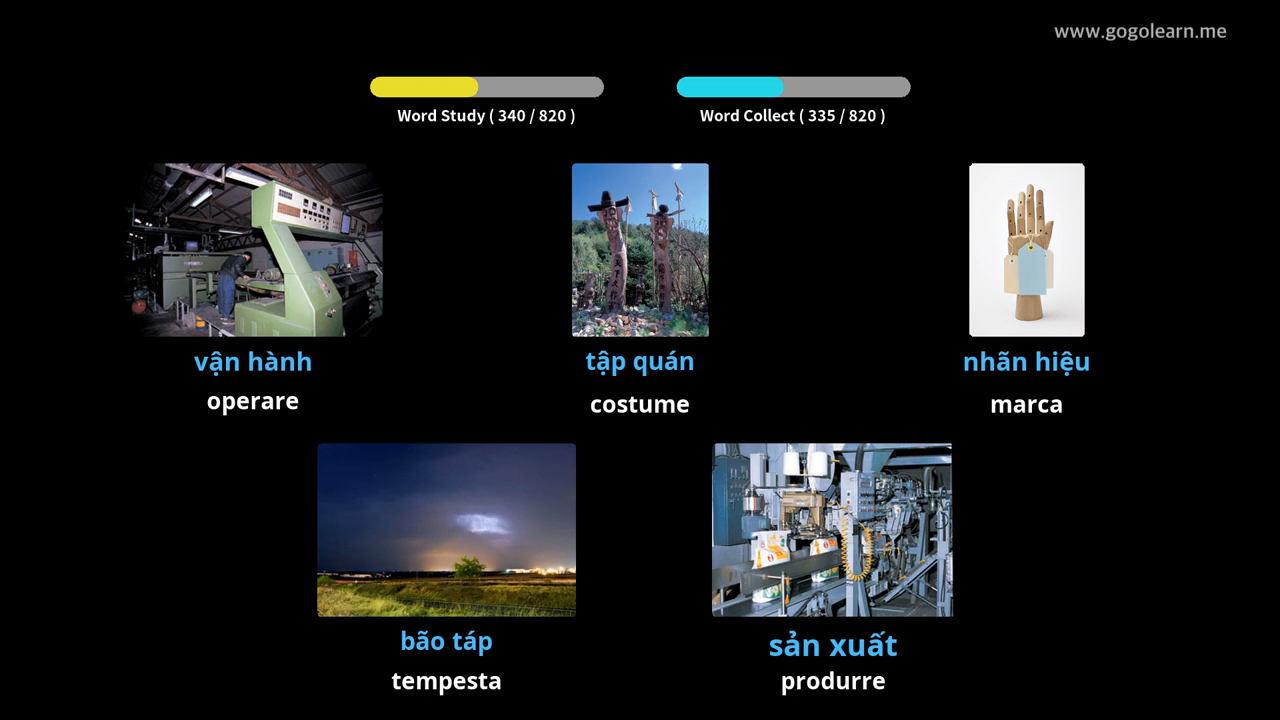 www.gogolearn.me
Word Study ( 340 / 820 )
Word Collect ( 335 / 820 )
vận hành
operare
tập quán
costume
nhãn hiệu
marca
bão táp
tempesta
sản xuất
produrre